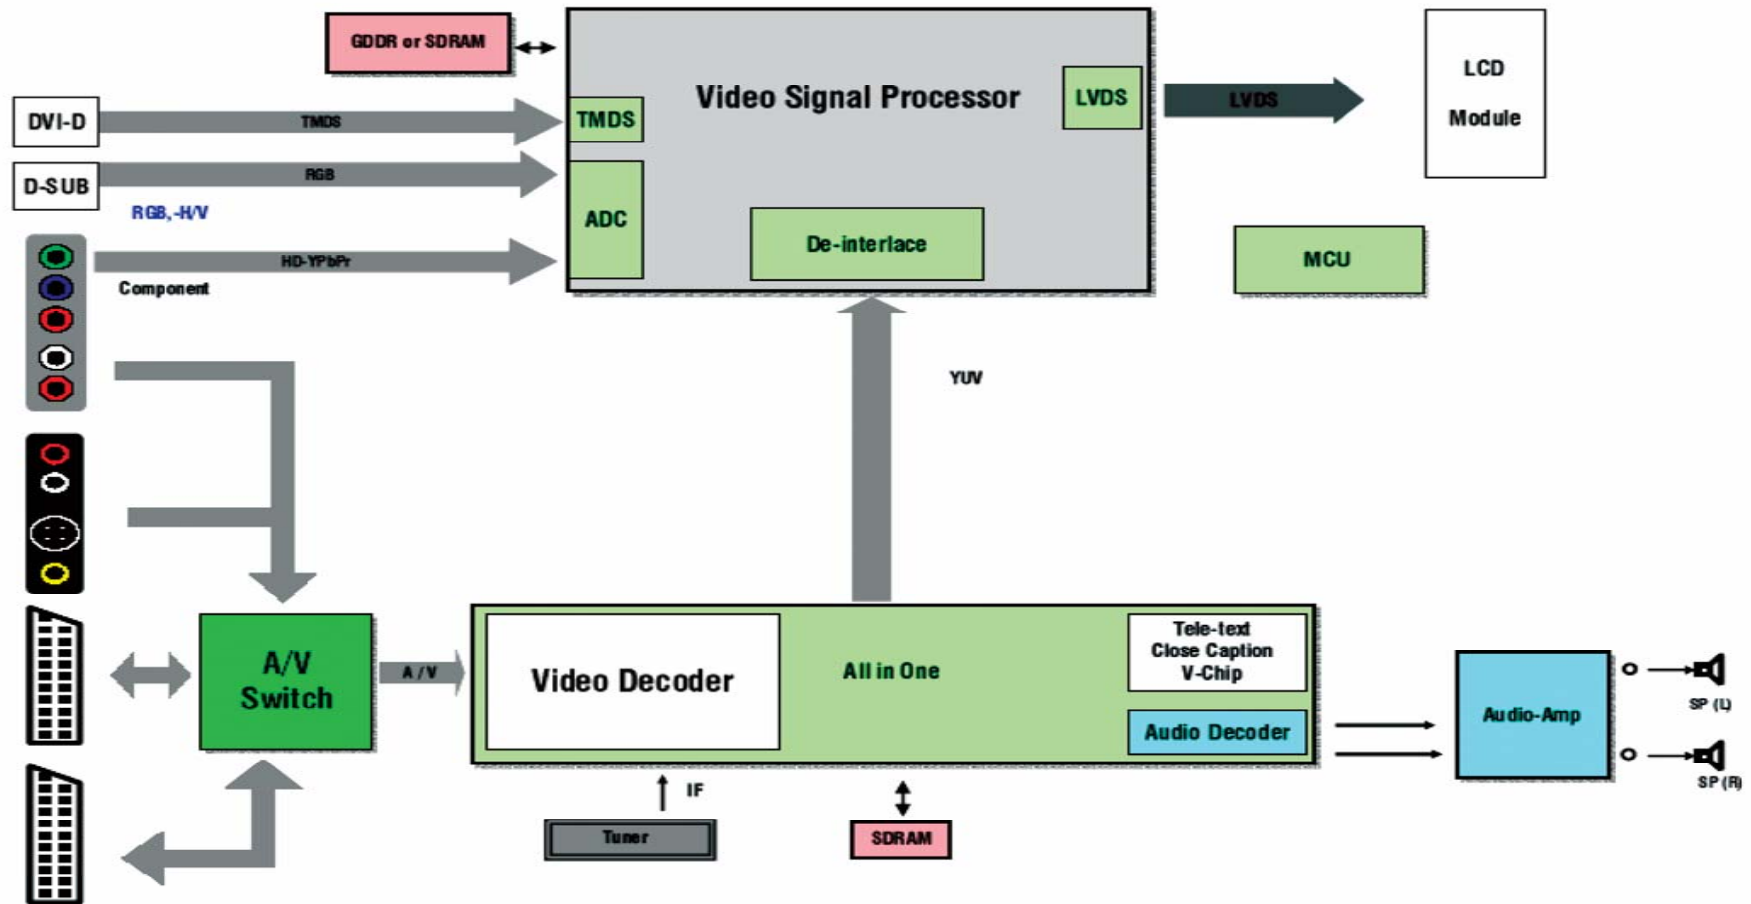 GDDR or SDRAM
Video Signal Processor
LVDS
LVDS
LCD
Module
DVI-D
TMDS
TMDS
D-SUB
RGB
RGB,-H/V
ADC
De-interlace
MCU
HD-YPbPr
Component
YUV
A/V
Switch
A/V
Video Decoder
All in One
Tele-text
Close Caption
V-Chip
Audio Decoder
Audio-Amp
SP (L)
SP (R)
IF
Tuner
SDRAM